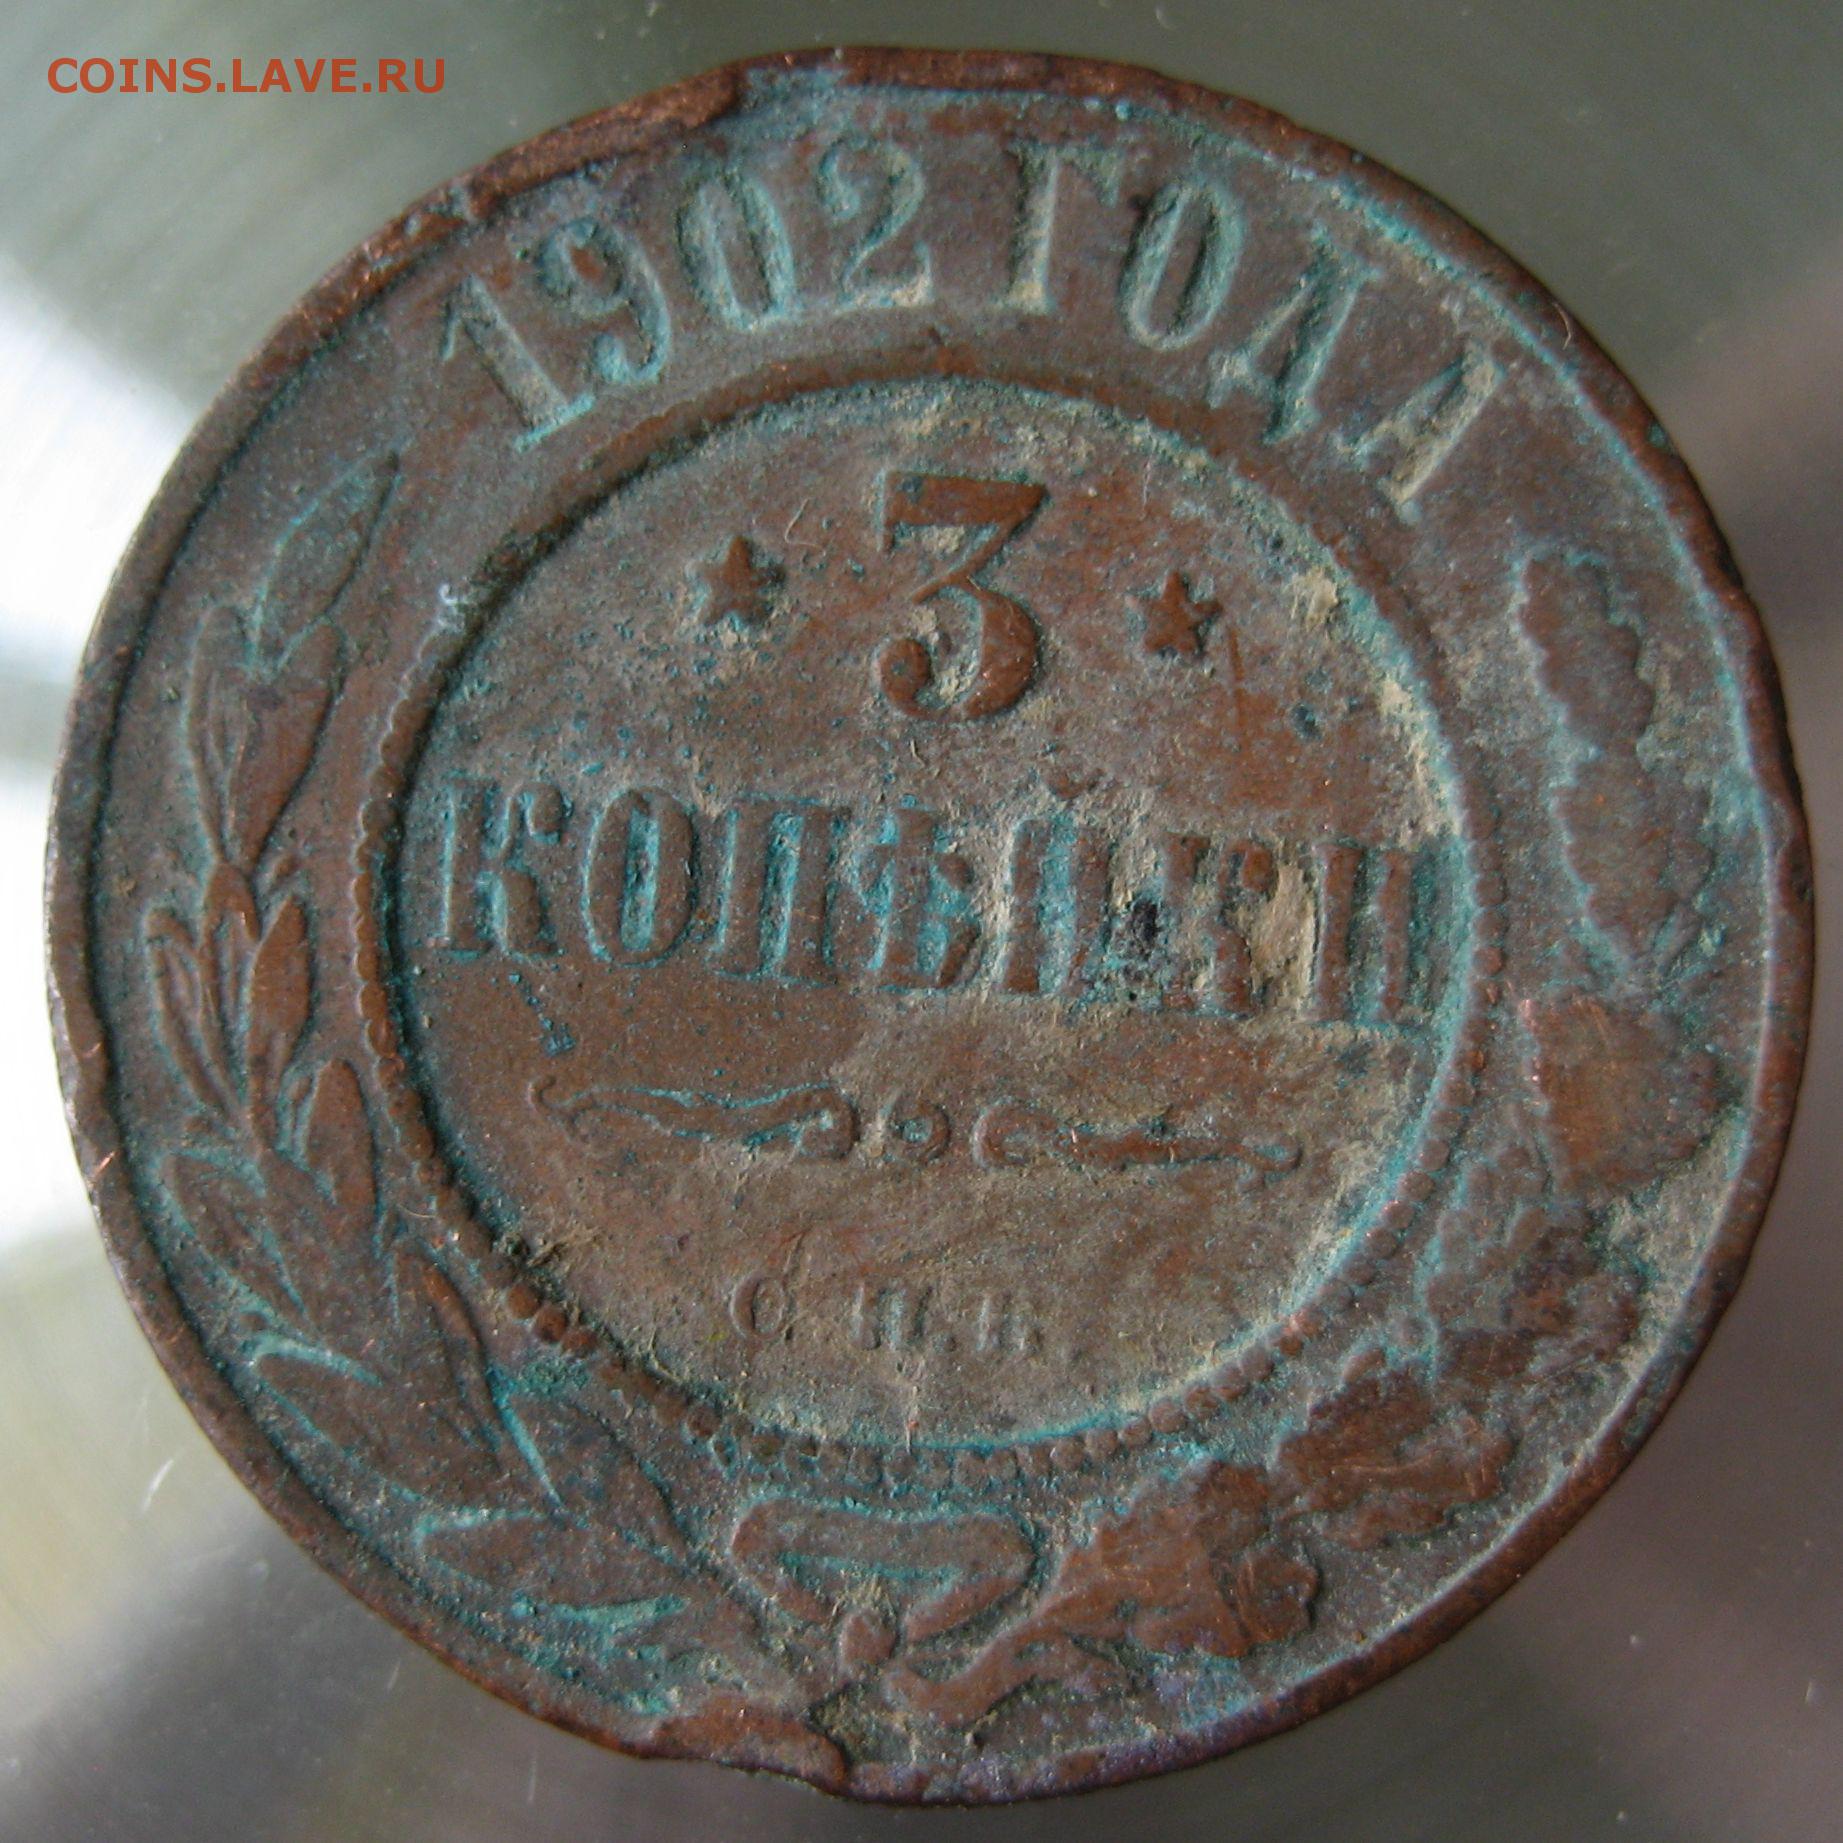 COINS.LAVE.RU
1902 ГОДА
3
КОПѢЙКИ
С.П.Б.